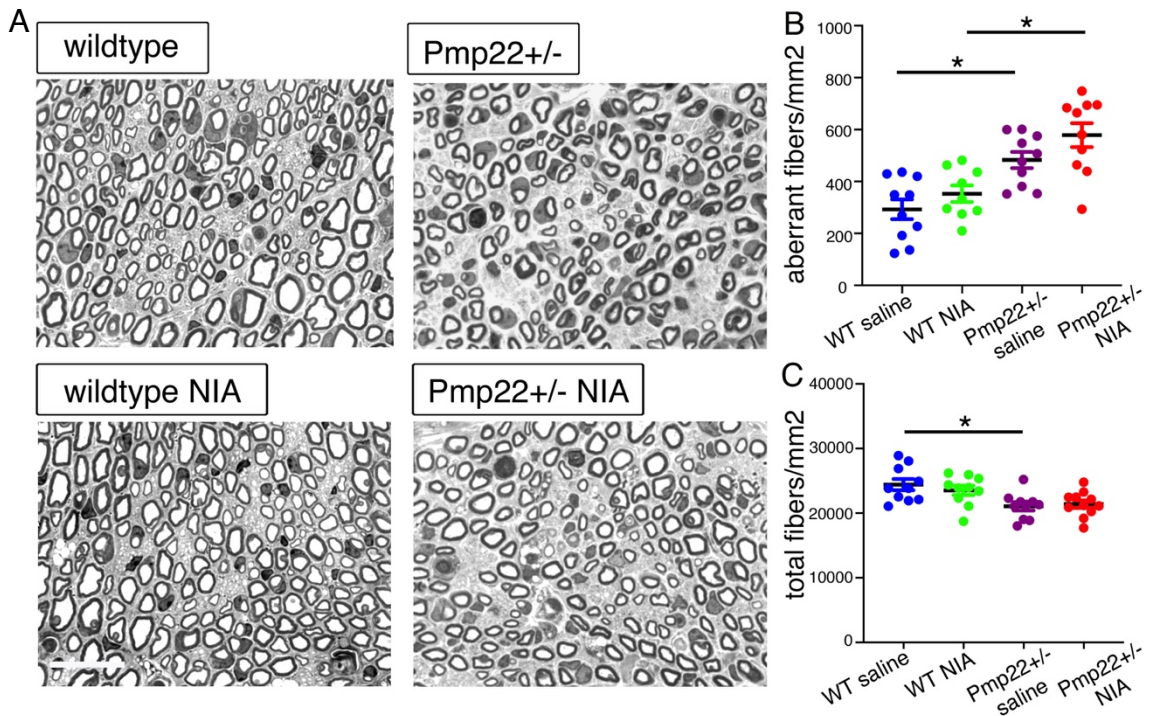 A
wildtype
Pmp22+/-
wildtype NIA
Pmp22+/- NIA
B
aberrant fibers/mm2
1000
800
600
400
200
0
*
*
WT saline
WT NIA
Pmp22+/-
saline
Pmp22+/-
NIA
C
total fibers/mm2
40000
30000
20000
10000
0
*
WT saline
WT NIA
Pmp22+/-
saline
Pmp22+/-
NIA